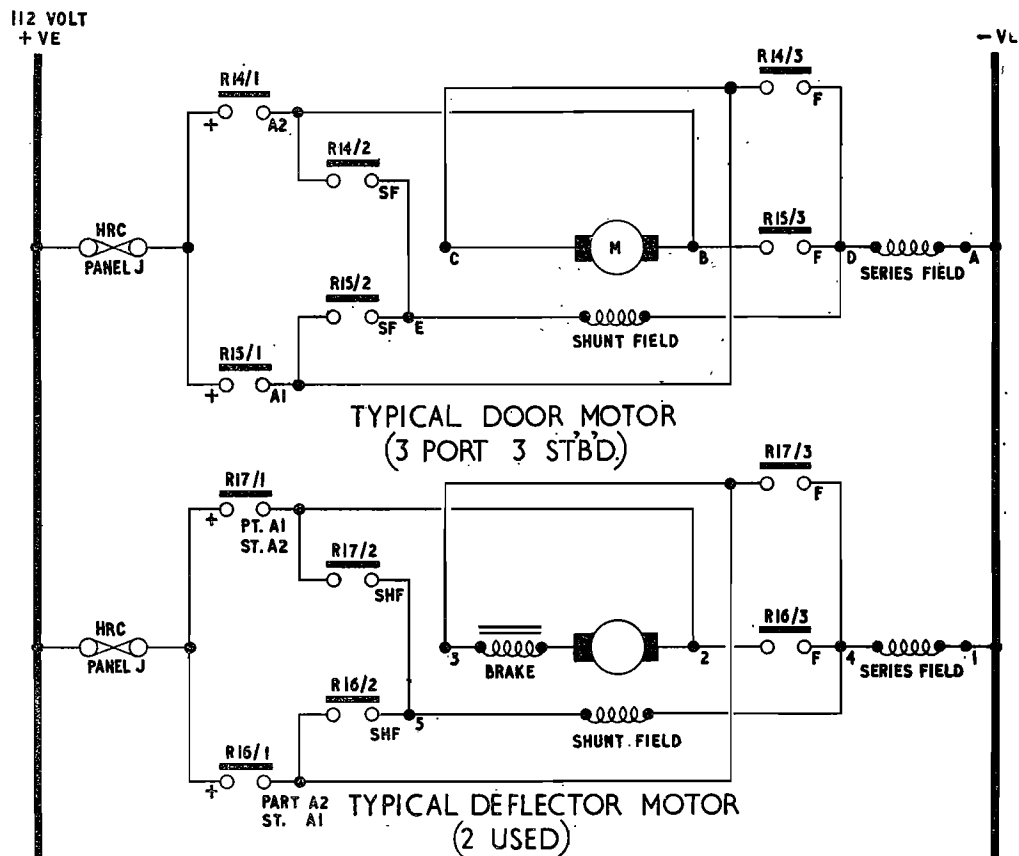 112 VOLT
+ VE
- VE
R14/1
R14/3
+
A2
F
R14/2
SF
HRC
PANEL J
C
M
B
R15/3
F
D
A
SERIES FIELD
R15/2
SF
E
SHUNT FIELD
R15/1
+
A1
TYPICAL DOOR MOTOR
(3 PORT 3 STB'D.)
R17/1
R17/3
+
PT. A1
ST. A2
F
R17/2
SHF
HRC
PANEL J
3
BRAKE
2
R16/3
F
4
1
SERIES FIELD
R16/2
SHF
5
SHUNT FIELD
R16/1
+
PART A2
ST. A1
TYPICAL DEFLECTOR MOTOR
(2 USED)